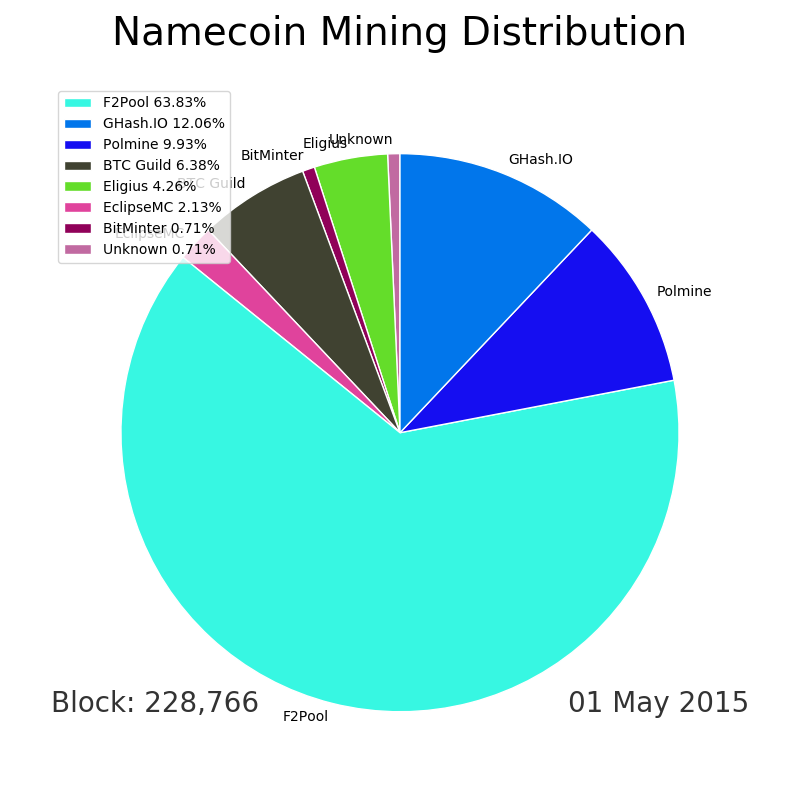 Namecoin Mining Distribution
F2Pool 63.83%
GHash.IO 12.06%
Polmine 9.93%
BTC Guild 6.38%
Eligius 4.26%
EclipseMC 2.13%
BitMinter 0.71%
Unknown 0.71%
Unknown
Eligius
BitMinter
BTC Guild
EclipseMC
GHash.IO
Polmine
F2Pool
Block: 228,766
01 May 2015